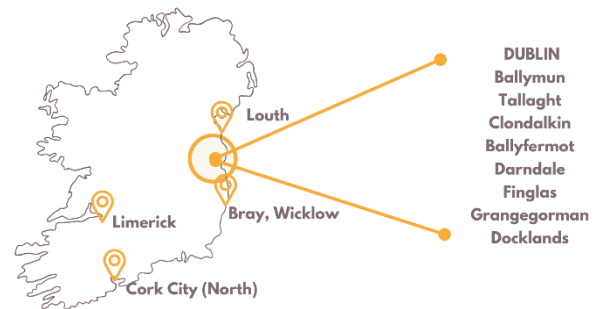 Louth
Bray, Wicklow
Limerick
Cork City (North)
DUBLIN
Ballymun
Tallaght
Clondalkin
Ballyfermot
Darndale
Finglas
Grangegorman
Docklands